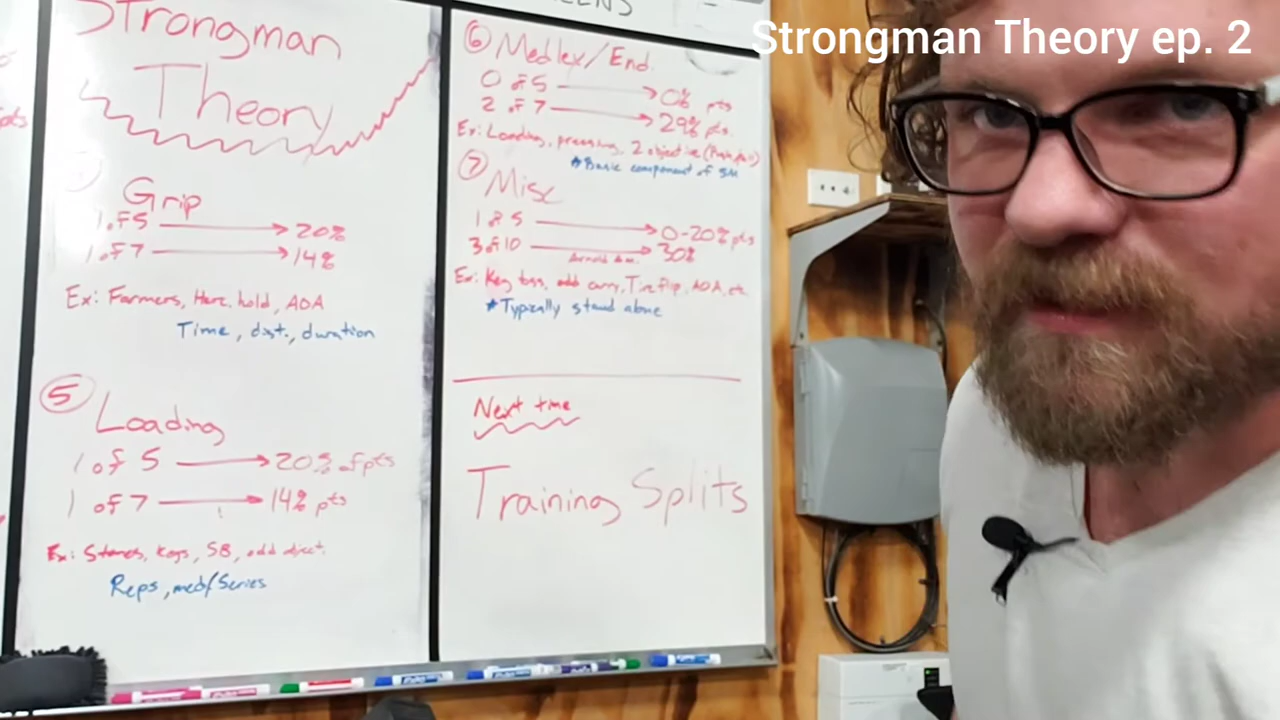 Strongman Theory ep. 2
Strongman
Theory
Grip
1 of 5 → 20%
1 of 7 → 14%
Ex: Farmers, Herc. hold, AOA
Time, dist., duration
5 Loading
1 of 5 → 20% of pts
1 of 7 → 14% pts
Ex: Stones, Kegs, SB, odd object.
Reps, med/Series
6 Medley/End.
0 of 5 → 0% pts
2 of 7 → 29% pts.
Ex: Loading, pressing, 2 objective
*Basic component of SM
7 Misc
1 of 5 → 0-20% pts
3 of 10 → 30%
Arnold Am.
Ex: Keg toss, odd carry, Tire flip, AOA, etc.
*Typically stand alone
Next time
Training Splits